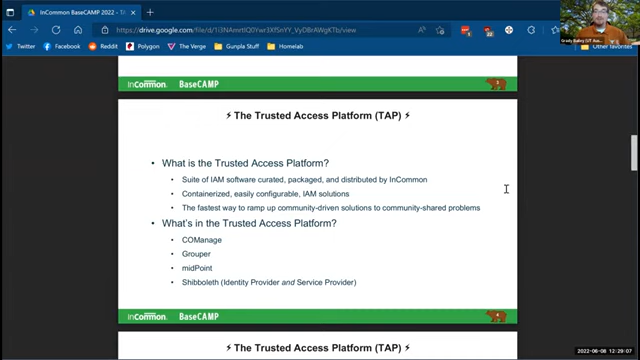 InCommon BaseCAMP 2022 - TA
https://drive.google.com/file/d/
/view
Twitter
Facebook
Reddit
Polygon
The Verge
Gunpla Stuff
Homelab
Other favorites
INCOMMON. BaseCAMP
⚡ The Trusted Access Platform (TAP) ⚡
• What is the Trusted Access Platform?
• Suite of IAM software curated, packaged, and distributed by InCommon
• Containerized, easily configurable, IAM solutions
• The fastest way to ramp up community-driven solutions to community-shared problems
• What's in the Trusted Access Platform?
• COManage
• Grouper
• midPoint
• Shibboleth (Identity Provider and Service Provider)
INCOMMON. BaseCAMP
⚡ The Trusted Access Platform (TAP) ⚡
2022-06-08 12:29:07